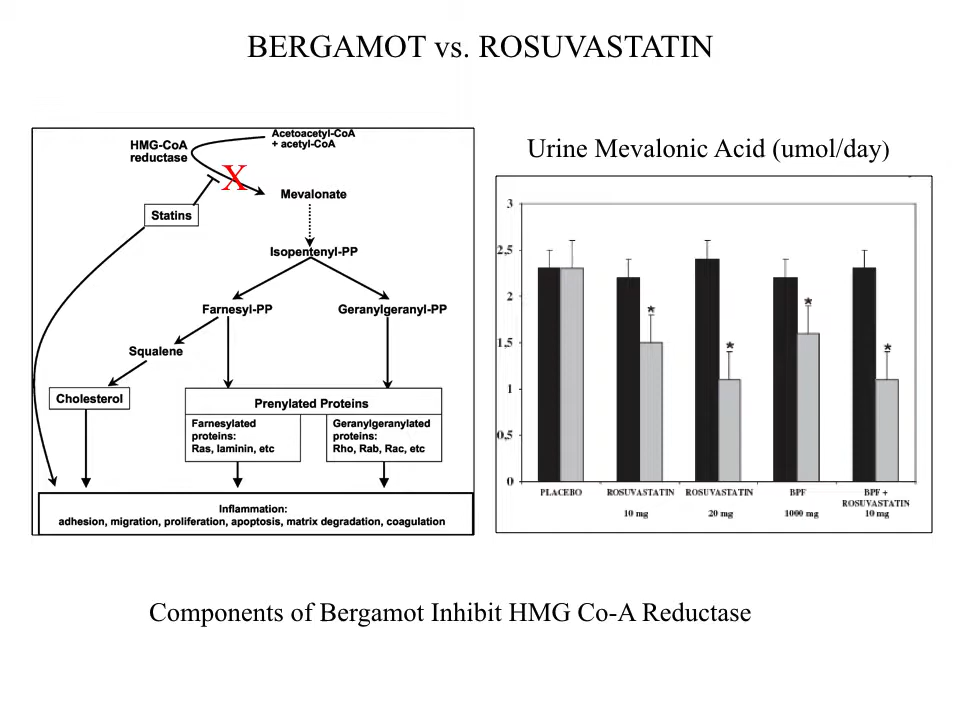 BERGAMOT vs. ROSUVASTATIN
HMG-CoA
reductase
Acetoacetyl-CoA
+ acetyl-CoA
X
Mevalonate
Statins
Isopentenyl-PP
Farnesyl-PP
Geranylgeranyl-PP
Squalene
Cholesterol
Prenylated Proteins
Farnesylated
proteins:
Ras, laminin, etc
Geranylgeranylated
proteins:
Rho, Rab, Rac, etc
Inflammation:
adhesion, migration, proliferation, apoptosis, matrix degradation, coagulation
Urine Mevalonic Acid (umol/day)
3
2,5
2
1,5
1
0,5
0
*
*
*
*
PLACEBO
ROSUVASTATIN
10 mg
ROSUVASTATIN
20 mg
BPF
1000 mg
BPF +
ROSUVASTATIN
10 mg
Components of Bergamot Inhibit HMG Co-A Reductase